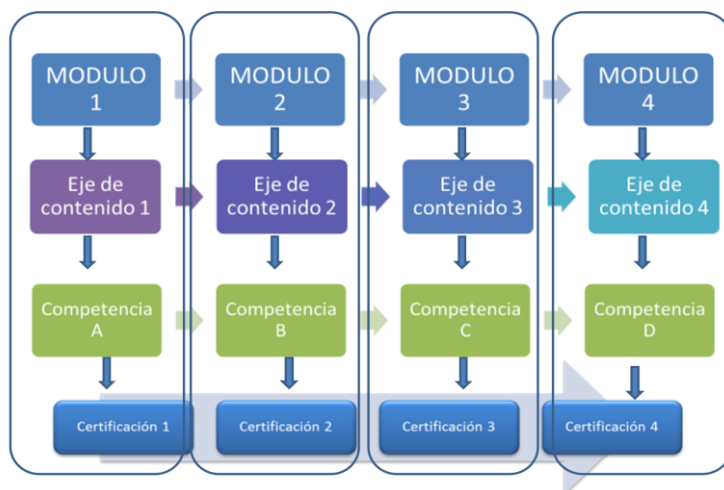 MODULO
1
MODULO
2
MODULO
3
MODULO
4
Eje de
contenido 1
Eje de
contenido 2
Eje de
contenido 3
Eje de
contenido 4
Competencia
A
Competencia
B
Competencia
C
Competencia
D
Certificación 1
Certificación 2
Certificación 3
Certificación 4